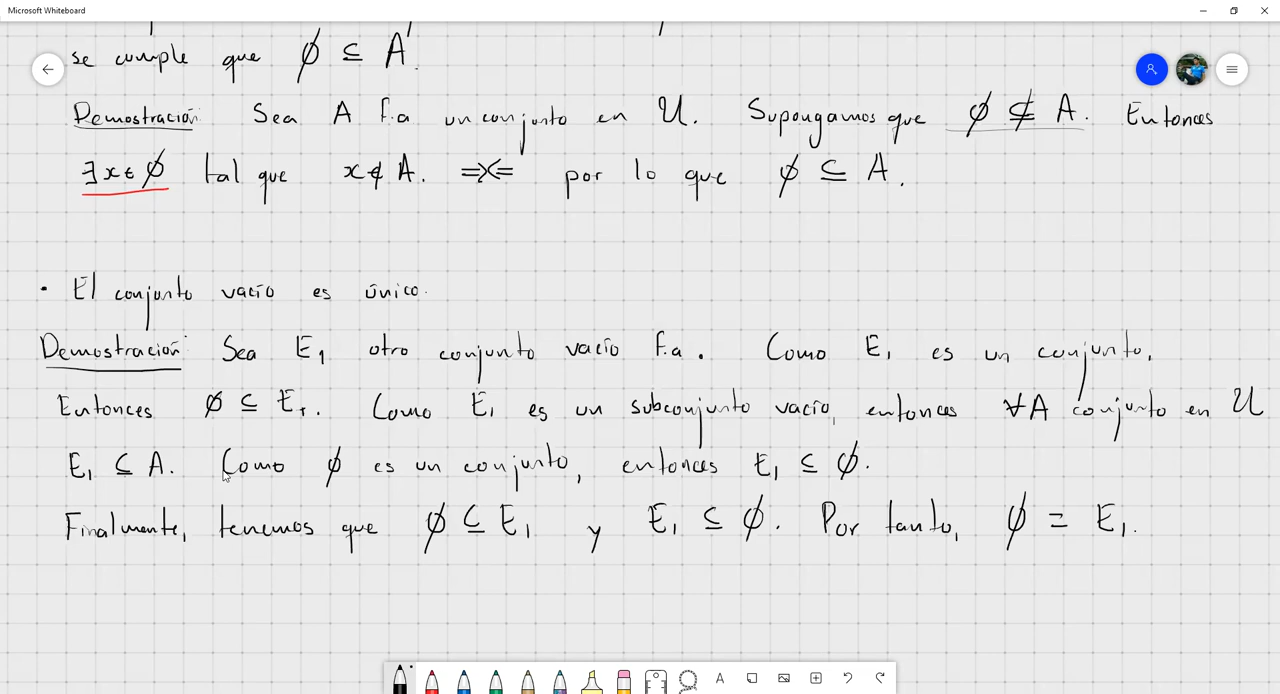 Microsoft Whiteboard
se cumple que ∅ ⊆ A.
Demostración: Sea A f.a un conjunto en U. Supongamos que ∅ ⊈ A. Entonces
∃x ∈ ∅ tal que x ∉ A. ⇒⇐ por lo que ∅ ⊆ A.
• El conjunto vacío es único.
Demostración: Sea E₁ otro conjunto vacío f.a. Como E₁ es un conjunto,
Entonces ∅ ⊆ E₁. Como E₁ es un subconjunto vacío, entonces ∀A conjunto en U
E₁ ⊆ A. Como ∅ es un conjunto, entonces E₁ ⊆ ∅.
Finalmente, tenemos que ∅ ⊆ E₁ y E₁ ⊆ ∅. Por tanto, ∅ = E₁.